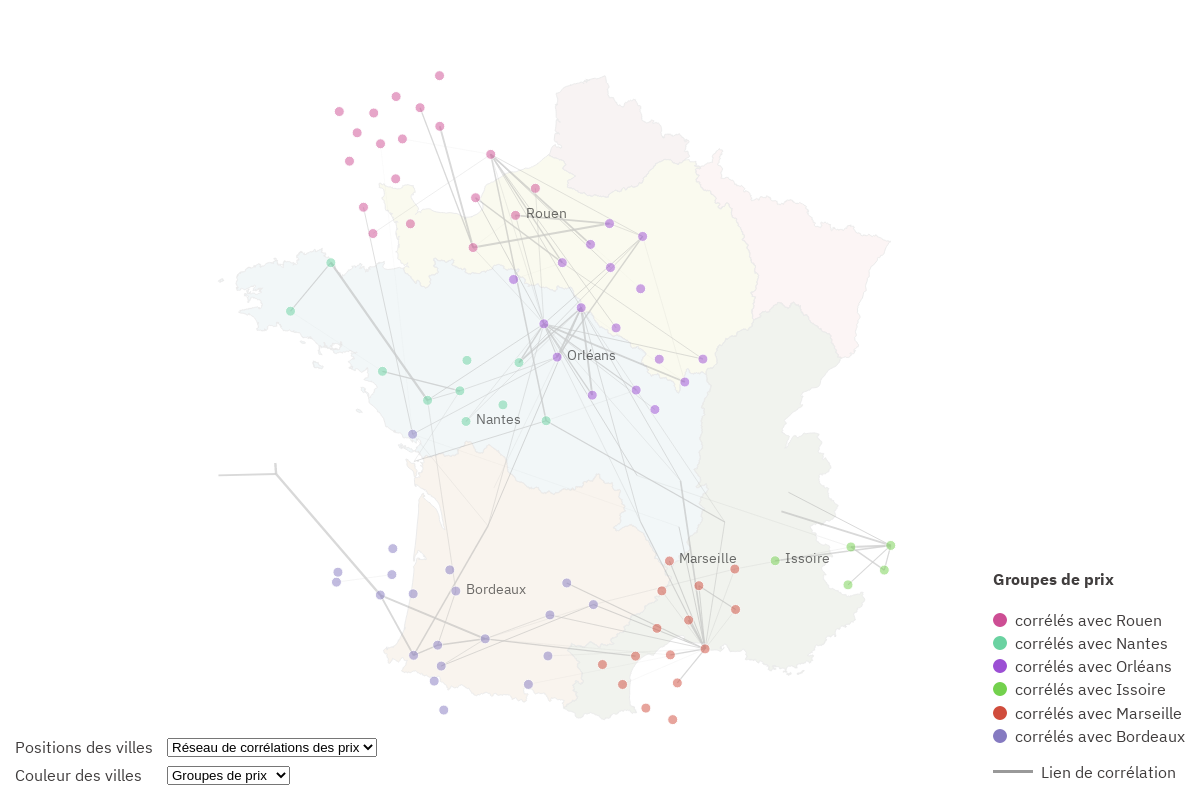 Rouen
Orléans
Nantes
Marseille
Issoire
Bordeaux
Groupes de prix
corrélés avec Rouen
corrélés avec Nantes
corrélés avec Orléans
corrélés avec Issoire
corrélés avec Marseille
corrélés avec Bordeaux
Lien de corrélation
Positions des villes Réseau de corrélations des prix
Couleur des villes Groupes de prix